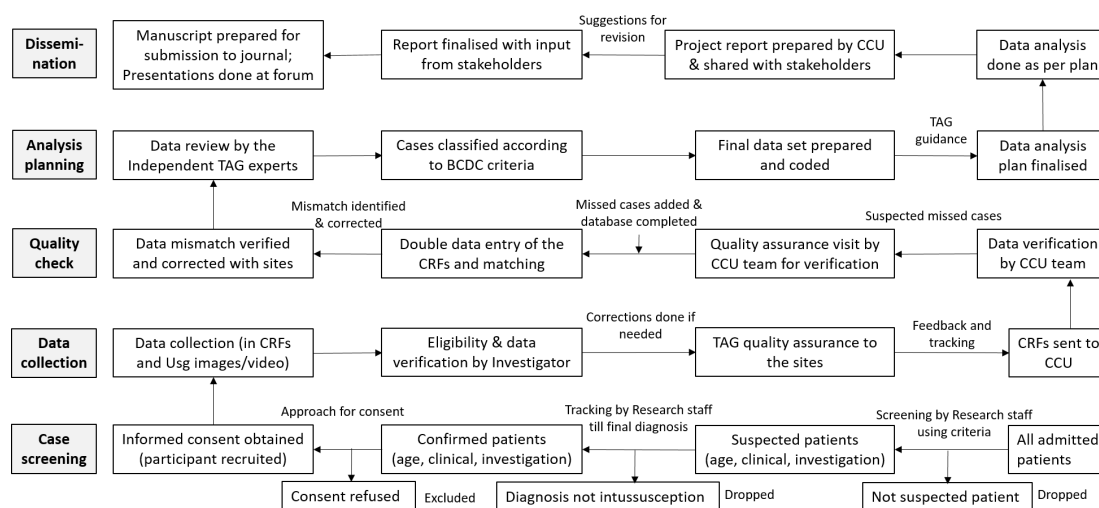 Dissemi-
nation
Manuscript prepared for
submission to journal;
Presentations done at forum
Report finalised with input
from stakeholders
Suggestions for
revision
Project report prepared by CCU
& shared with stakeholders
Data analysis
done as per plan
Analysis
planning
Data review by the
Independent TAG experts
Cases classified according
to BCDC criteria
Final data set prepared
and coded
TAG
guidance
Data analysis
plan finalised
Quality
check
Data mismatch verified
and corrected with sites
Mismatch identified
& corrected
Double data entry of the
CRFs and matching
Missed cases added &
database completed
Quality assurance visit by
CCU team for verification
Suspected missed cases
Data verification
by CCU team
Data
collection
Data collection (in CRFs
and Usg images/video)
Eligibility & data
verification by Investigator
Corrections done if
needed
TAG quality assurance to
the sites
Feedback and
tracking
CRFs sent to
CCU
Case
screening
Informed consent obtained
(participant recruited)
Approach for consent
Confirmed patients
(age, clinical, investigation)
Tracking by Research staff
till final diagnosis
Suspected patients
(age, clinical, investigation)
Screening by Research staff
using criteria
All admitted
patients
Consent refused
Excluded
Diagnosis not intussusception
Dropped
Not suspected patient
Dropped